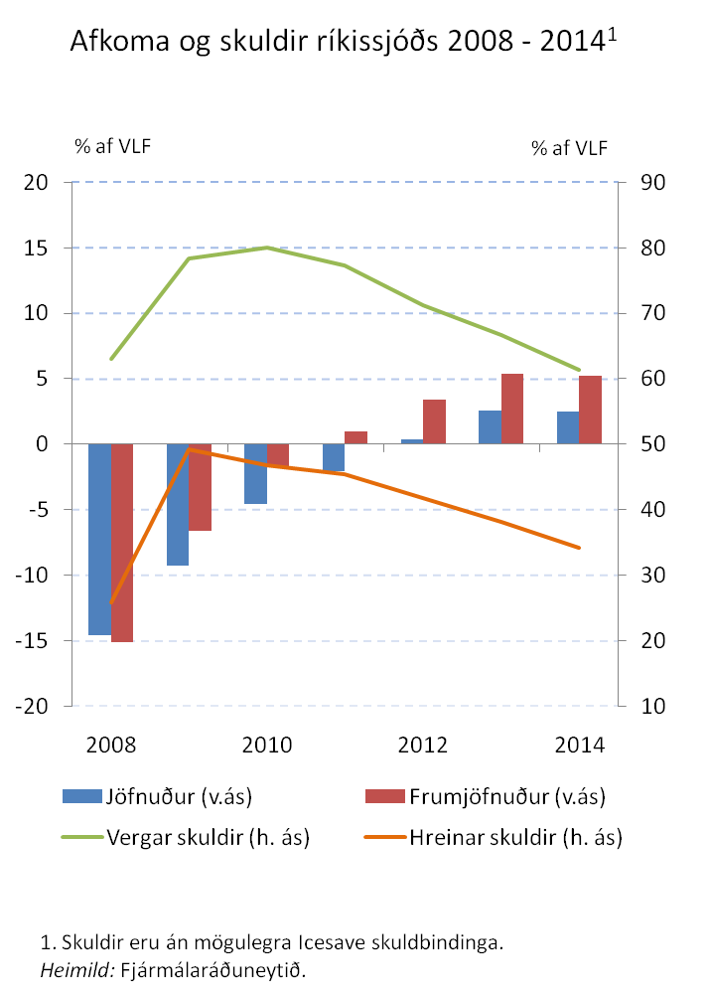 Afkoma og skuldir ríkissjóðs 2008 - 2014¹
% af VLF % af VLF
20 90
15 80
10 70
5 60
0 50
-5 40
-10 30
-15 20
-20 10
2008 2010 2012 2014
Jöfnuður (v.ás) Frumjöfnuður (v.ás)
Vergar skuldir (h. ás) Hreinar skuldir (h. ás)
1. Skuldir eru án mögulegra Icesave skuldbindinga.
Heimild: Fjármálaráðuneytið.